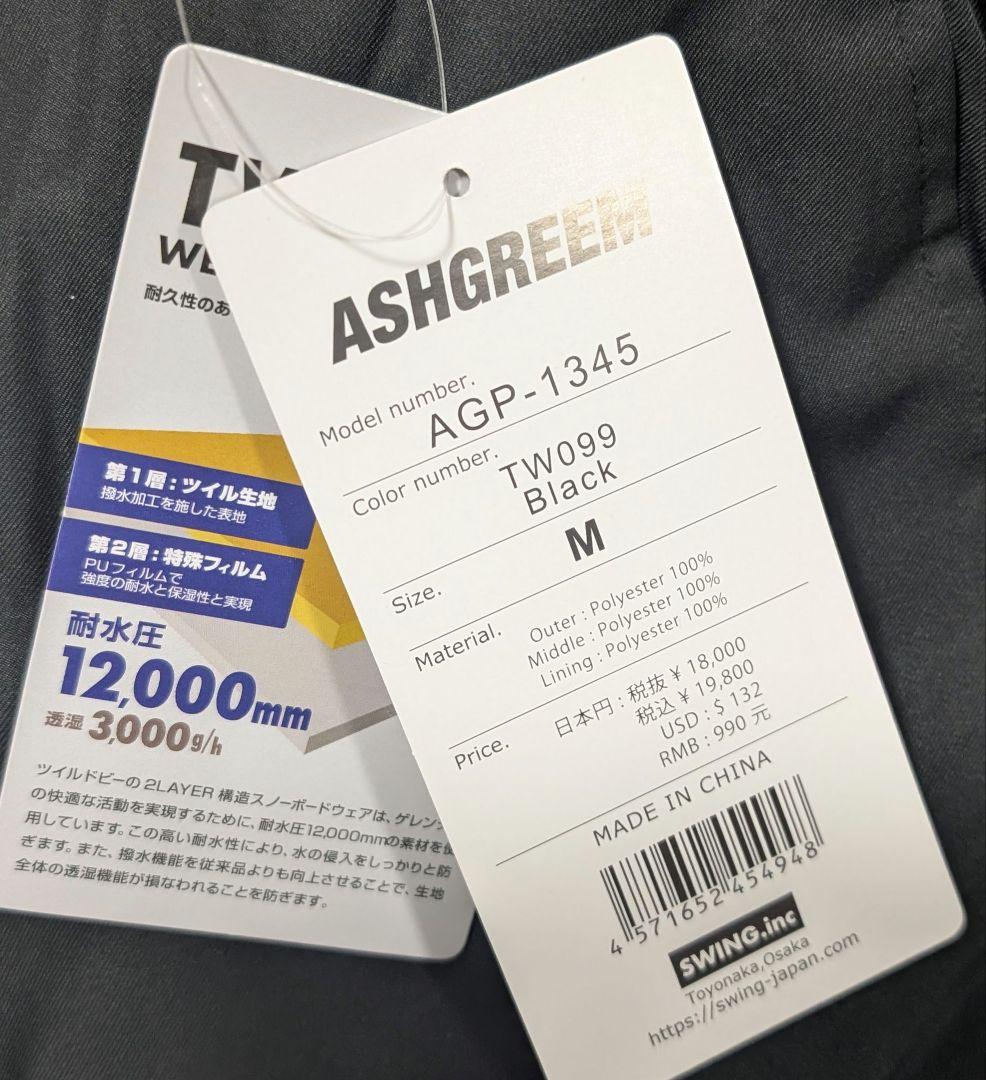 耐久性のあ
第1層:ツイル生地
撥水加工を施した表地
第2層:特殊フィルム
PUフィルムで
強度の耐水と保湿性と実現
耐水圧
12,000mm
透湿 3,000g/h
ツイルドビーの2LAYER 構造スノーボードウェアは、ゲレン
の快適な活動を実現するために、耐水圧12,000mmの素材を使
用しています。この高い耐水性により、水の侵入をしっかりと防
ぎます。また、撥水機能を従来品よりも向上させることで、生地
全体の透湿機能が損なわれることを防ぎます。
ASHGREEM
Model number.
AGP-1345
Color number.
TW099
Black
Size.
M
Material.
Outer : Polyester 100%
Middle : Polyester 100%
Lining : Polyester 100%
Price.
日本円 : 税抜 ¥ 18,000
税込 ¥ 19,800
USD : $ 132
RMB : 990 元
MADE IN CHINA
4 571652 454948
SWING.inc
Toyonaka,Osaka
https://swing-japan.com